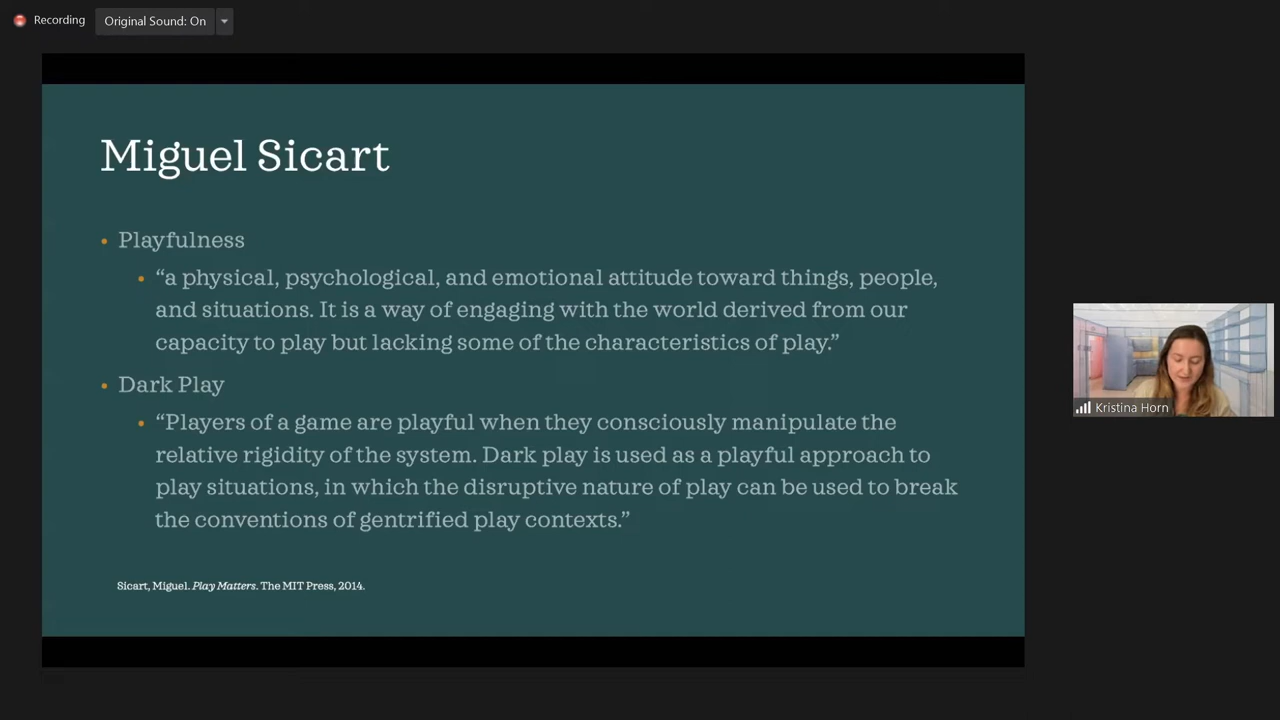 Recording
Original Sound: On
Miguel Sicart
• Playfulness
• “a physical, psychological, and emotional attitude toward things, people,
and situations. It is a way of engaging with the world derived from our
capacity to play but lacking some of the characteristics of play.”
• Dark Play
• “Players of a game are playful when they consciously manipulate the
relative rigidity of the system. Dark play is used as a playful approach to
play situations, in which the disruptive nature of play can be used to break
the conventions of gentrified play contexts.”
Sicart, Miguel. Play Matters. The MIT Press, 2014.
Kristina Horn